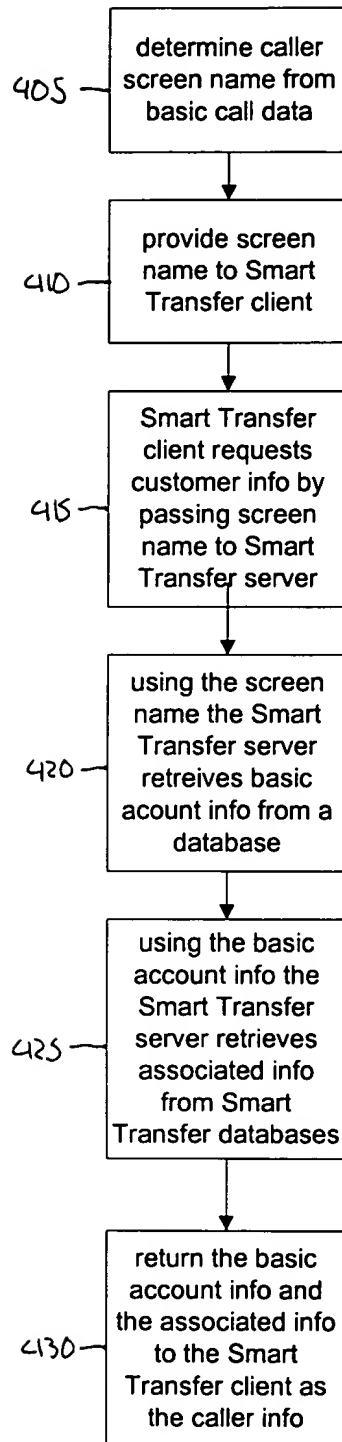 405
determine caller
screen name from
basic call data
410
provide screen
name to Smart
Transfer client
415
Smart Transfer
client requests
customer info by
passing screen
name to Smart
Transfer server
420
using the screen
name the Smart
Transfer server
retreives basic
acount info from a
database
425
using the basic
account info the
Smart Transfer
server retrieves
associated info
from Smart
Transfer databases
430
return the basic
account info and
the associated info
to the Smart
Transfer client as
the caller info